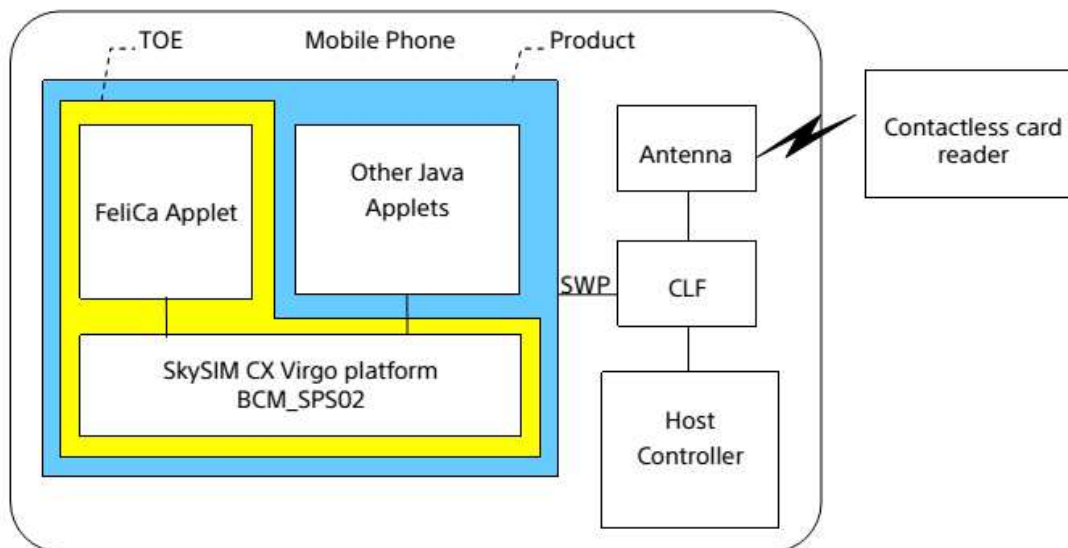 TOE
Mobile Phone
Product
FeliCa Applet
Other Java
Applets
SkySIM CX Virgo platform
BCM_SPS02
SWP
Antenna
CLF
Host
Controller
Contactless card
reader